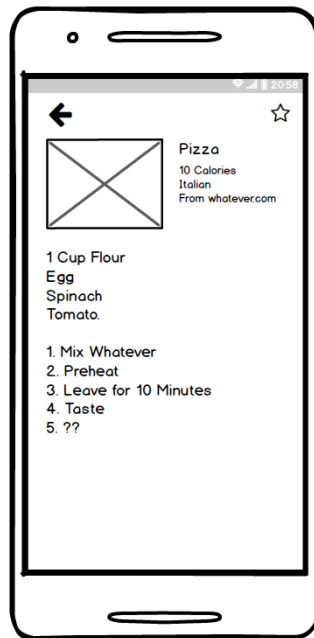 20:58
Pizza
10 Calories
Italian
From whatever.com
1 Cup Flour
Egg
Spinach
Tomato.
1. Mix Whatever
2. Preheat
3. Leave for 10 Minutes
4. Taste
5. ??